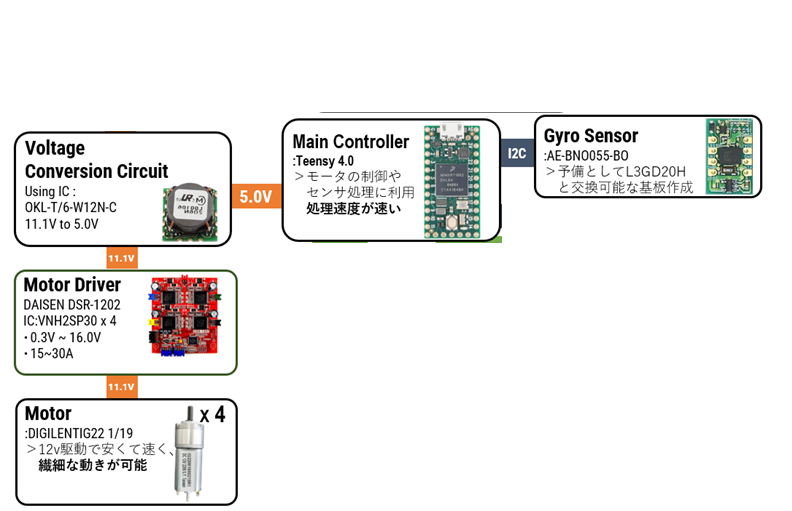 Voltage
Conversion Circuit
Using IC :
OKL-T/6-W12N-C
11.1V to 5.0V
5.0V
Main Controller
:Teensy 4.0
＞モータの制御や
センサ処理に利用
処理速度が速い
I2C
Gyro Sensor
:AE-BNO055-BO
＞予備としてL3GD20H
と交換可能な基板作成
11.1V
Motor Driver
DAISEN DSR-1202
IC:VNH2SP30 x 4
・0.3V ~ 16.0V
・15~30A
11.1V
Motor
x 4
:DIGILENTIG22 1/19
＞12v駆動で安くて速く、
繊細な動きが可能